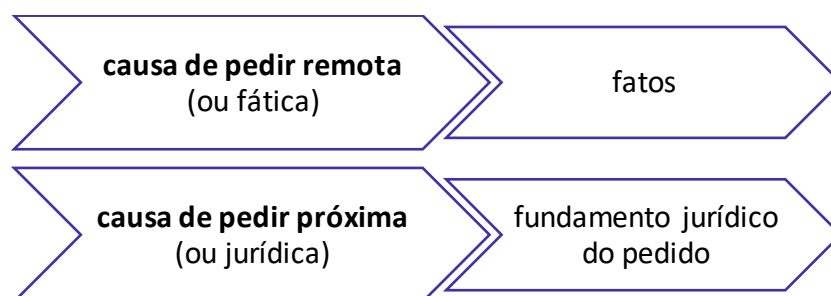 causa de pedir remota
(ou fática)
fatos
causa de pedir próxima
(ou jurídica)
fundamento jurídico
do pedido